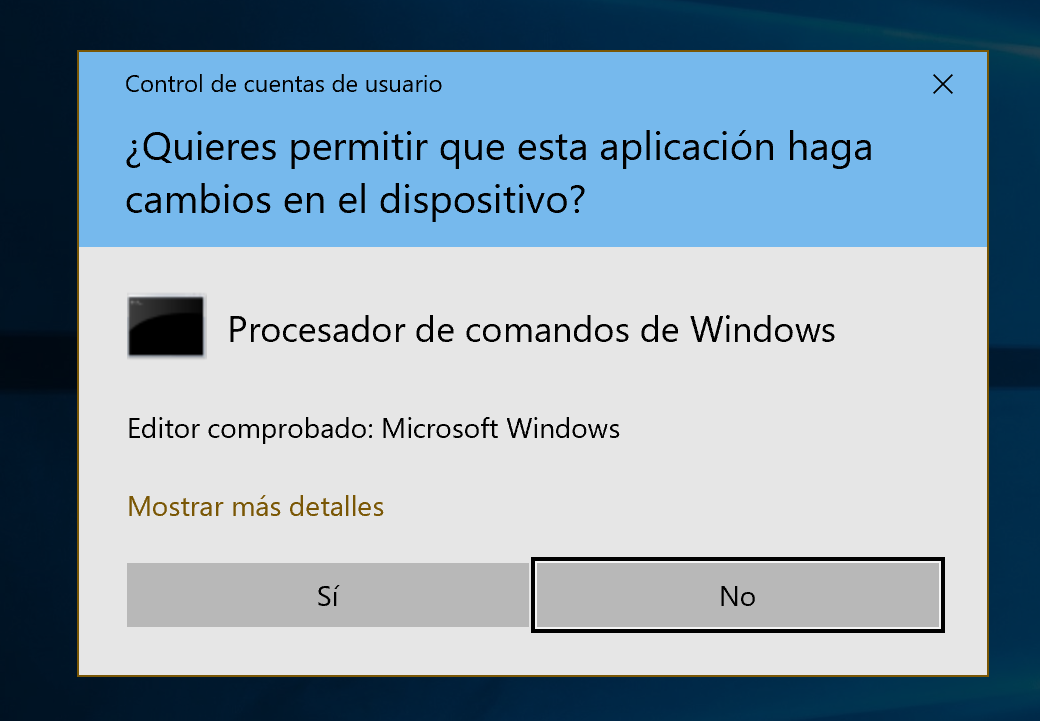 Control de cuentas de usuario
¿Quieres permitir que esta aplicación haga
cambios en el dispositivo?
Procesador de comandos de Windows
Editor comprobado: Microsoft Windows
Mostrar más detalles
Sí
No